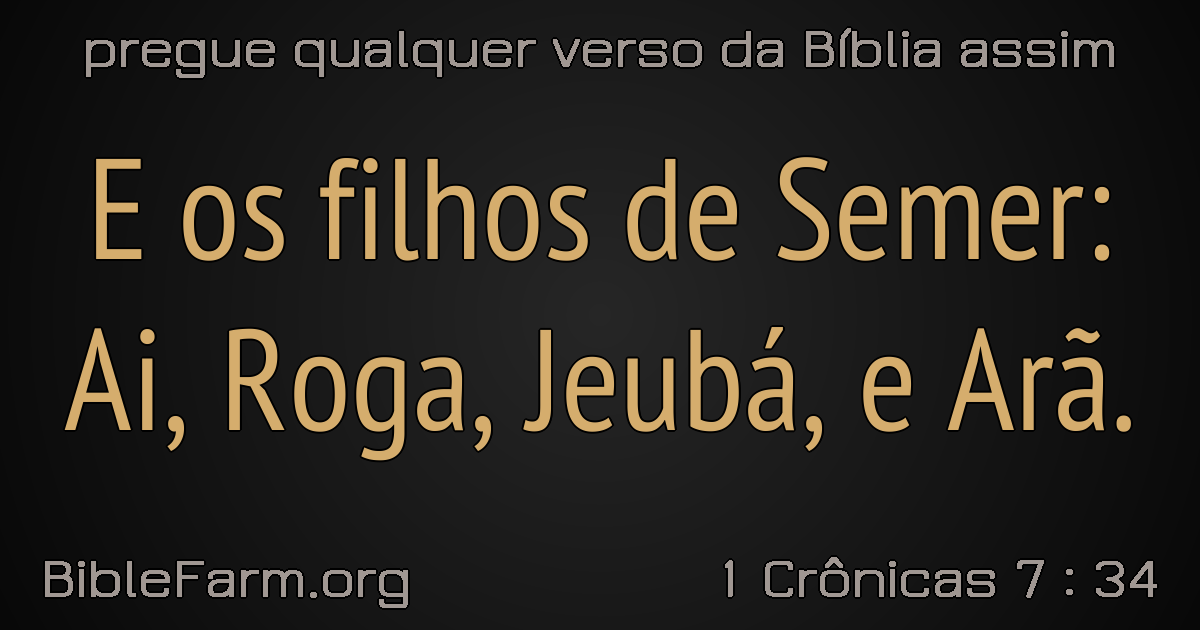 pregue qualquer verso da Bíblia assim
E os filhos de Semer:
Ai, Roga, Jeubá, e Arã.
BibleFarm.org
1 Crônicas 7 : 34